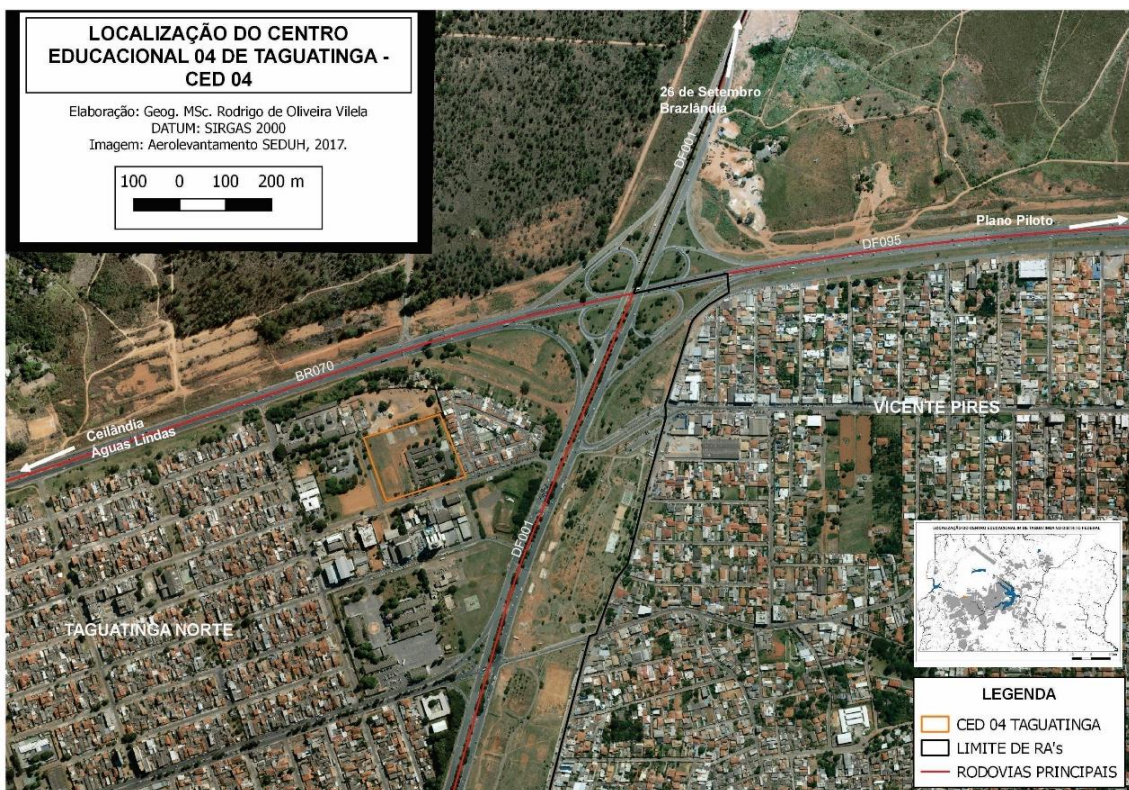 LOCALIZAÇÃO DO CENTRO
EDUCACIONAL 04 DE TAGUATINGA -
CED 04
Elaboração: Geog. MSc. Rodrigo de Oliveira Vilela
DATUM: SIRGAS 2000
Imagem: Aerolevantamento SEDUH, 2017.
100 0 100 200 m
26 de Setembro
Brazlândia
DF001
Plano Piloto
DF095
BR070
Ceilândia
Águas Lindas
VICENTE PIRES
DF001
TAGUATINGA NORTE
LEGENDA
CED 04 TAGUATINGA
LIMITE DE RA's
RODOVIAS PRINCIPAIS